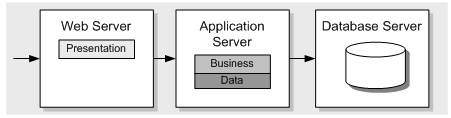 Web Server
Presentation
Application
Server
Business
Data
Database Server